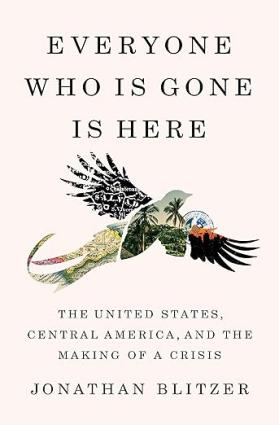 EVERYONE
WHO IS GONE
IS HERE
THE UNITED STATES,
CENTRAL AMERICA, AND THE
MAKING OF A CRISIS
JONATHAN BLITZER